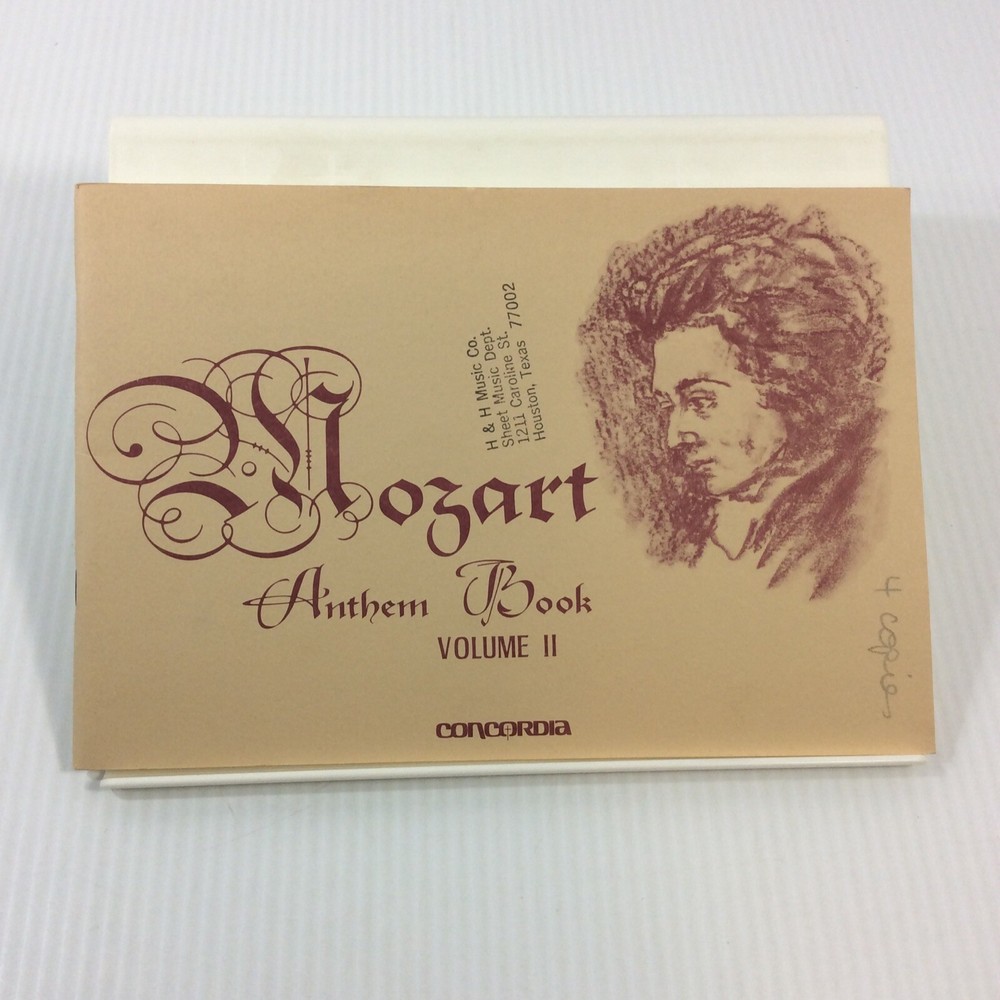 H & H Music Co.
Sheet Music Dept.
1211 Caroline St.
Houston, Texas 77002
Mozart
Anthem Book
VOLUME II
4 copies
CONCORDIA